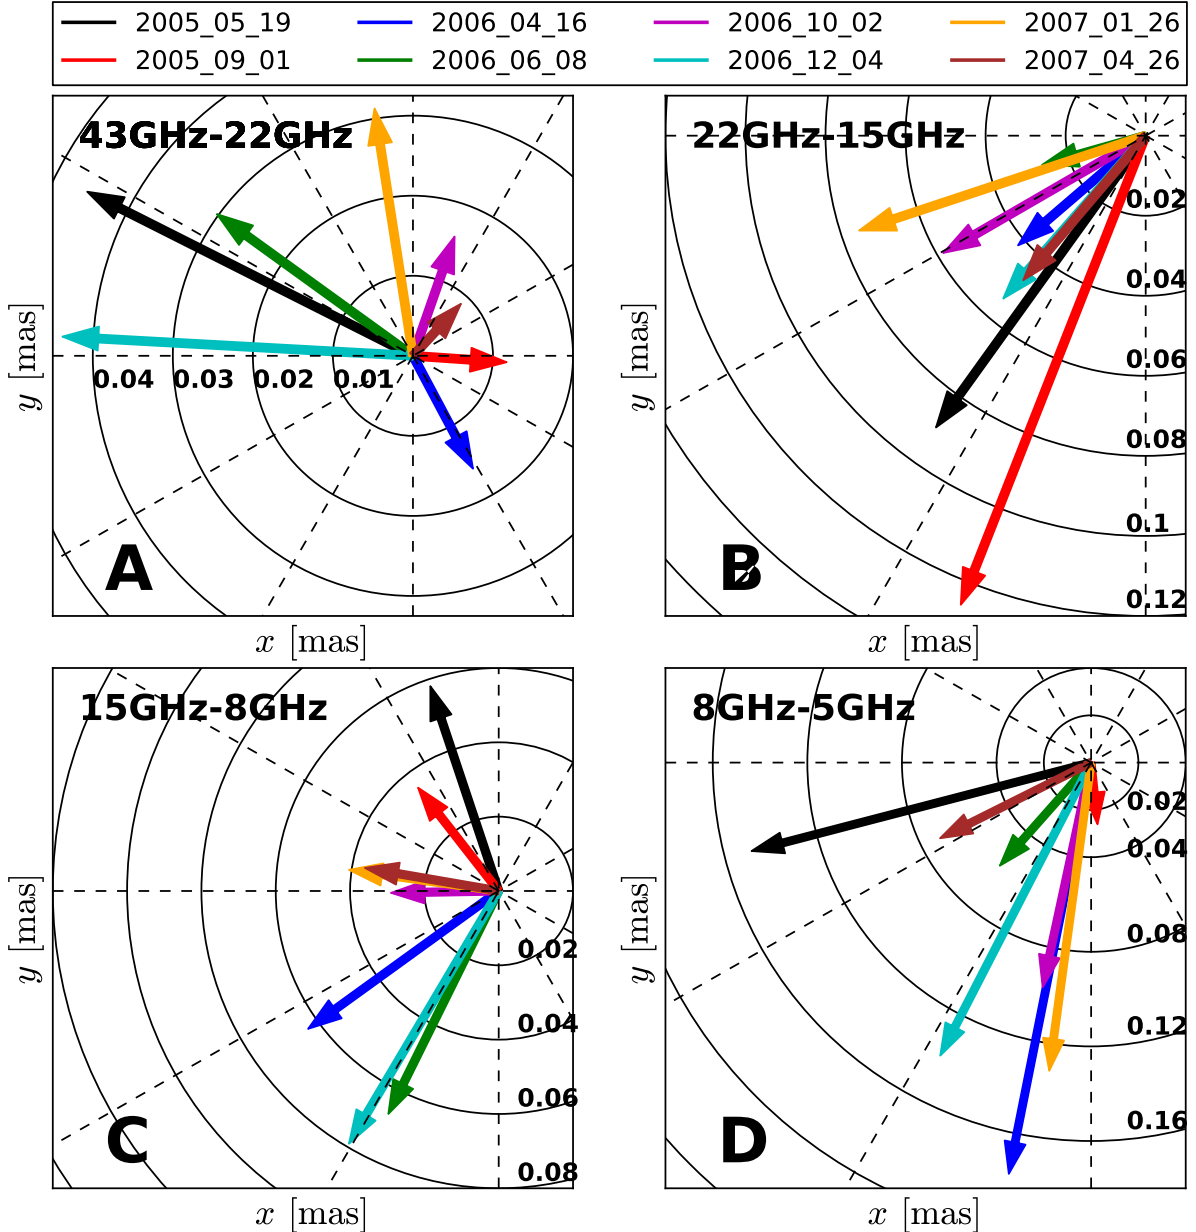 2005_05_19 2006_04_16 2006_10_02 2007_01_26
2005_09_01 2006_06_08 2006_12_04 2007_04_26
43GHz-22GHz
y [mas]
0.04 0.03 0.02 0.01
A
x [mas]
22GHz-15GHz
y [mas]
0.02
0.04
0.06
0.08
0.1
0.12
B
x [mas]
15GHz-8GHz
y [mas]
0.02
0.04
0.06
0.08
C
x [mas]
8GHz-5GHz
y [mas]
0.02
0.04
0.08
0.12
0.16
D
x [mas]